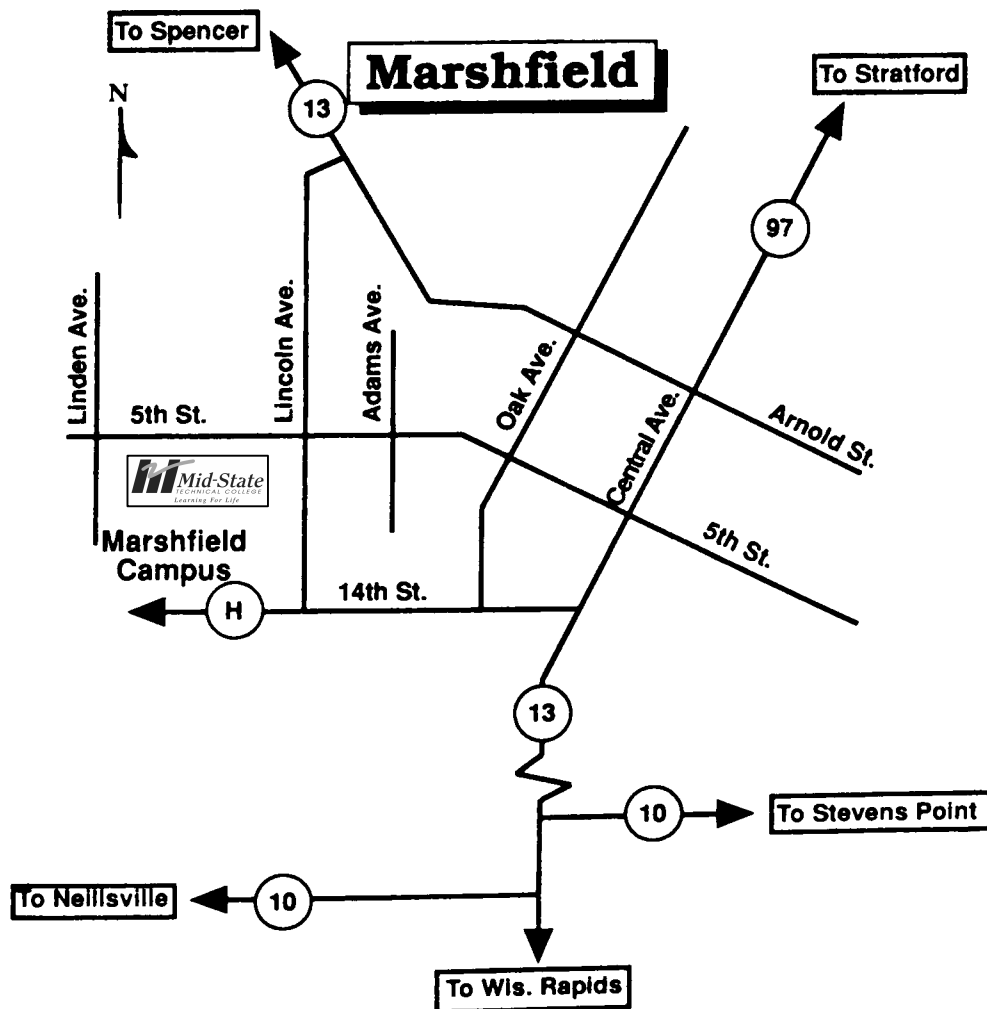 To Spencer
Marshfield
To Stratford
N
13
97
Linden Ave.
Lincoln Ave.
Adams Ave.
Oak Ave.
Central Ave.
Arnold St.
5th St.
Mid-State
TECHNICAL COLLEGE
Learning For Life
5th St.
Marshfield
Campus
14th St.
H
13
10
To Stevens Point
To Neillsville
10
To Wis. Rapids